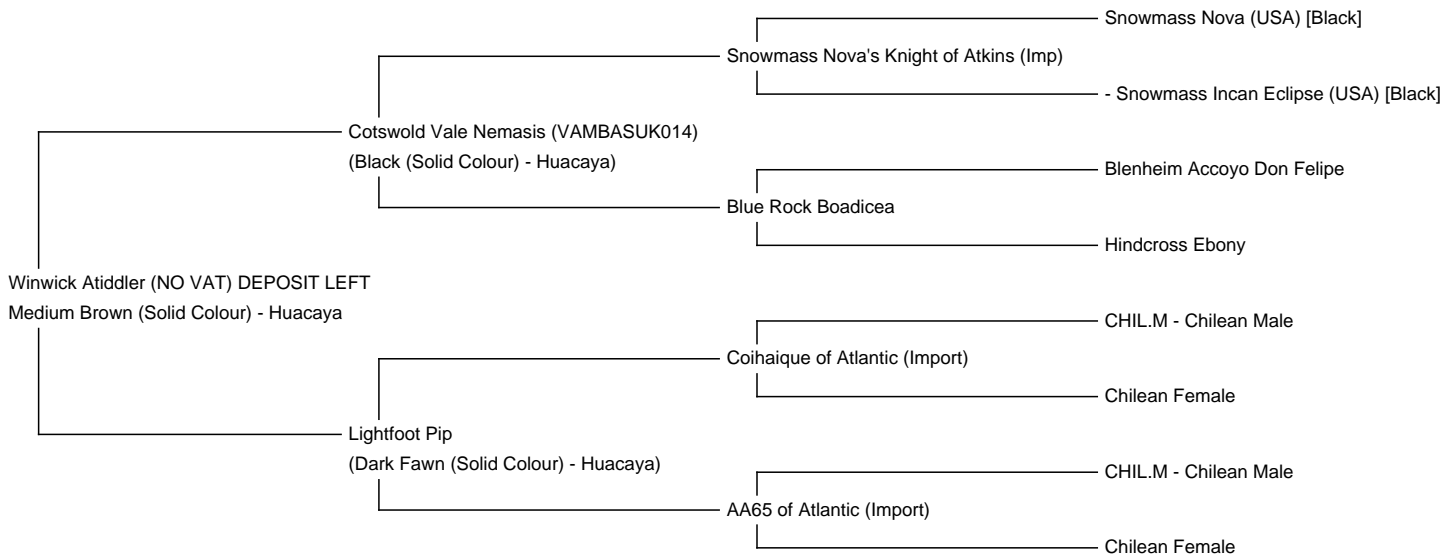 Snowmass Nova (USA) [Black]
Snowmass Nova's Knight of Atkins (Imp)
- Snowmass Incan Eclipse (USA) [Black]
Cotswold Vale Nemasis (VAMBASUK014)
(Black (Solid Colour) - Huacaya)
Blenheim Accoyo Don Felipe
Blue Rock Boadicea
Hindcross Ebony
Winwick Atiddler (NO VAT) DEPOSIT LEFT
Medium Brown (Solid Colour) - Huacaya
CHIL.M - Chilean Male
Coihaique of Atlantic (Import)
Chilean Female
Lightfoot Pip
(Dark Fawn (Solid Colour) - Huacaya)
CHIL.M - Chilean Male
AA65 of Atlantic (Import)
Chilean Female